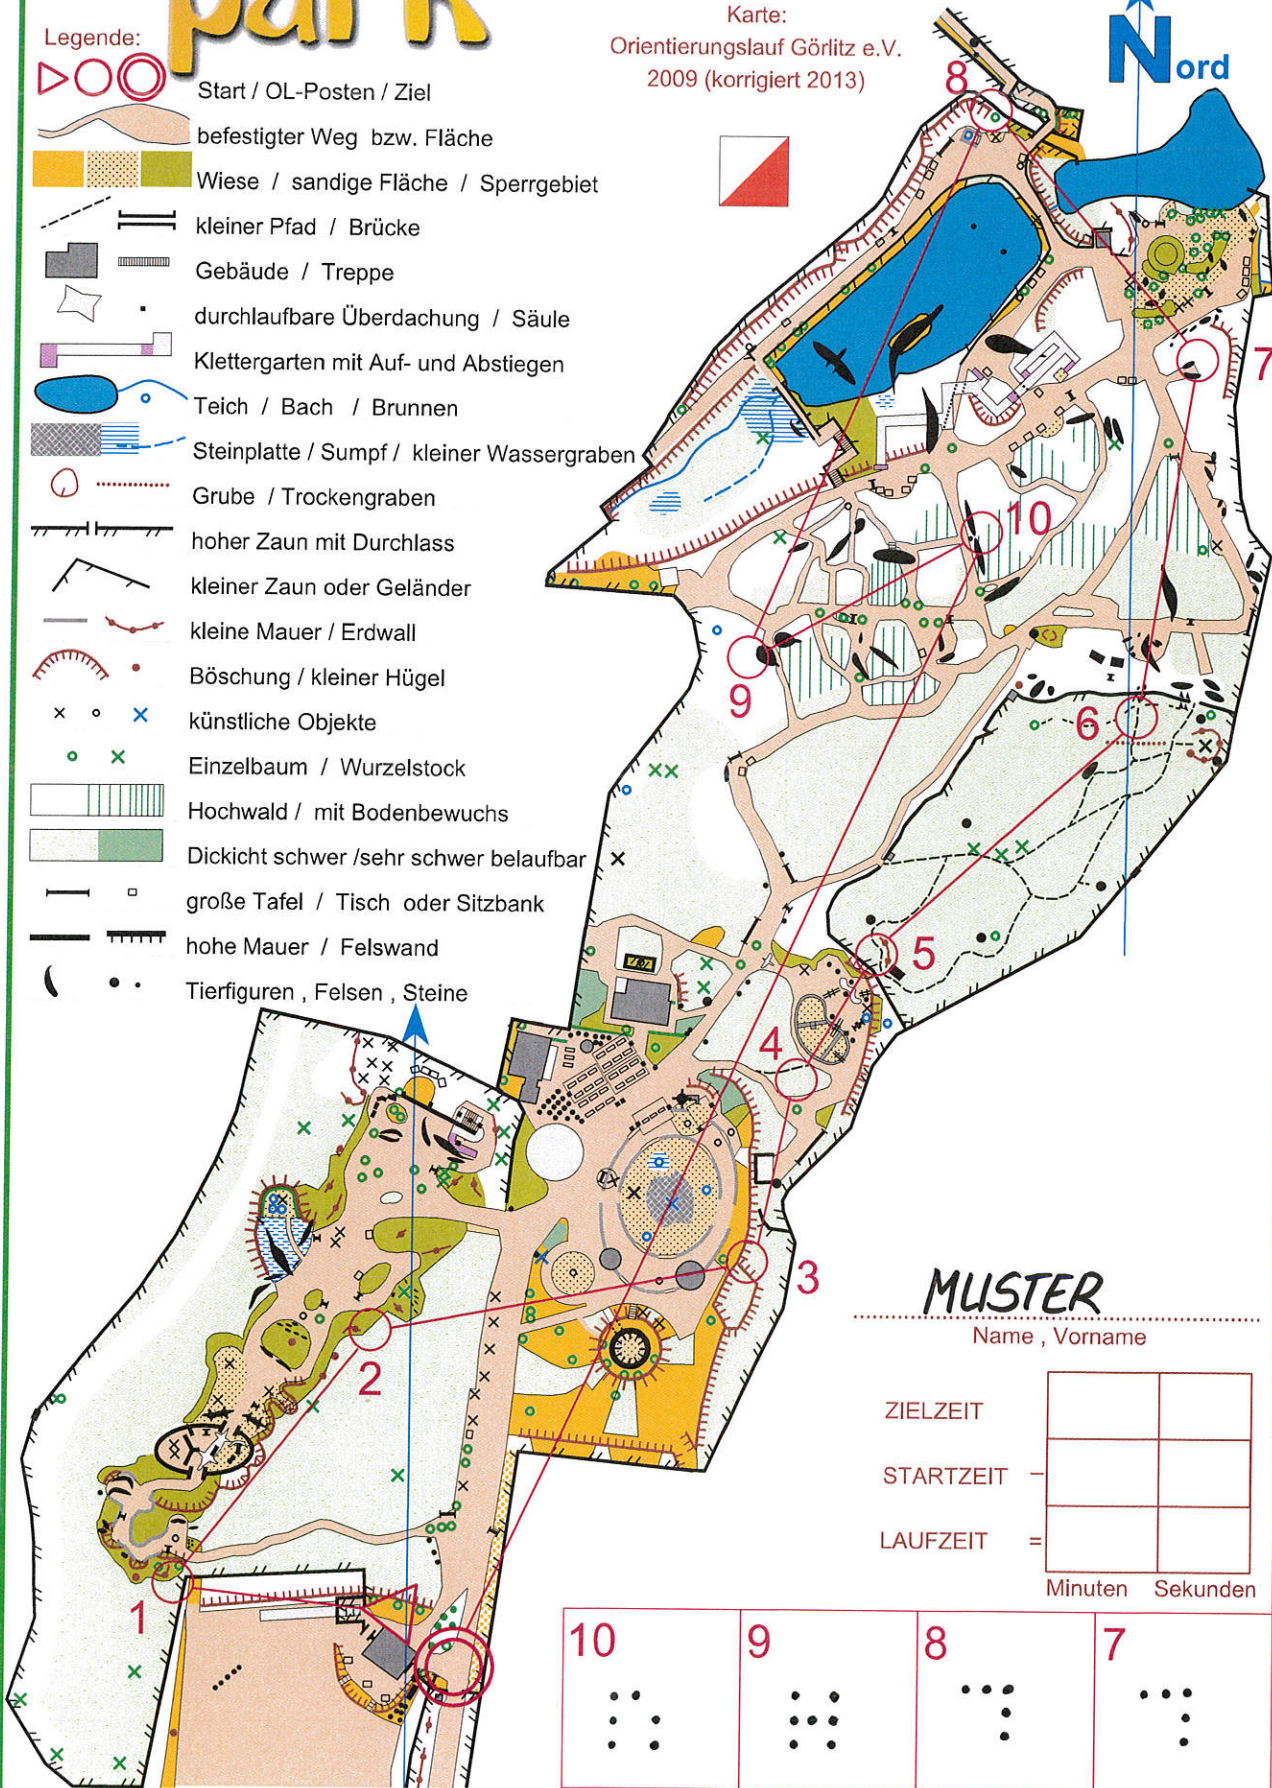 park
Karte:
Orientierungslauf Görlitz e.V.
2009 (korrigiert 2013)
Nord
Legende:
Start / OL-Posten / Ziel
befestigter Weg bzw. Fläche
Wiese / sandige Fläche / Sperrgebiet
kleiner Pfad / Brücke
Gebäude / Treppe
durchlaufbare Überdachung / Säule
Klettergarten mit Auf- und Abstiegen
Teich / Bach / Brunnen
Steinplatte / Sumpf / kleiner Wassergraben
Grube / Trockengraben
hoher Zaun mit Durchlass
kleiner Zaun oder Geländer
kleine Mauer / Erdwall
Böschung / kleiner Hügel
künstliche Objekte
Einzelbaum / Wurzelstock
Hochwald / mit Bodenbewuchs
Dickicht schwer /sehr schwer belaufbar
große Tafel / Tisch oder Sitzbank
hohe Mauer / Felswand
Tierfiguren , Felsen , Steine
8
7
10
9
6
5
4
3
2
1
MUSTER
Name , Vorname
ZIELZEIT
STARTZEIT –
LAUFZEIT =
Minuten Sekunden
10 9 8 7